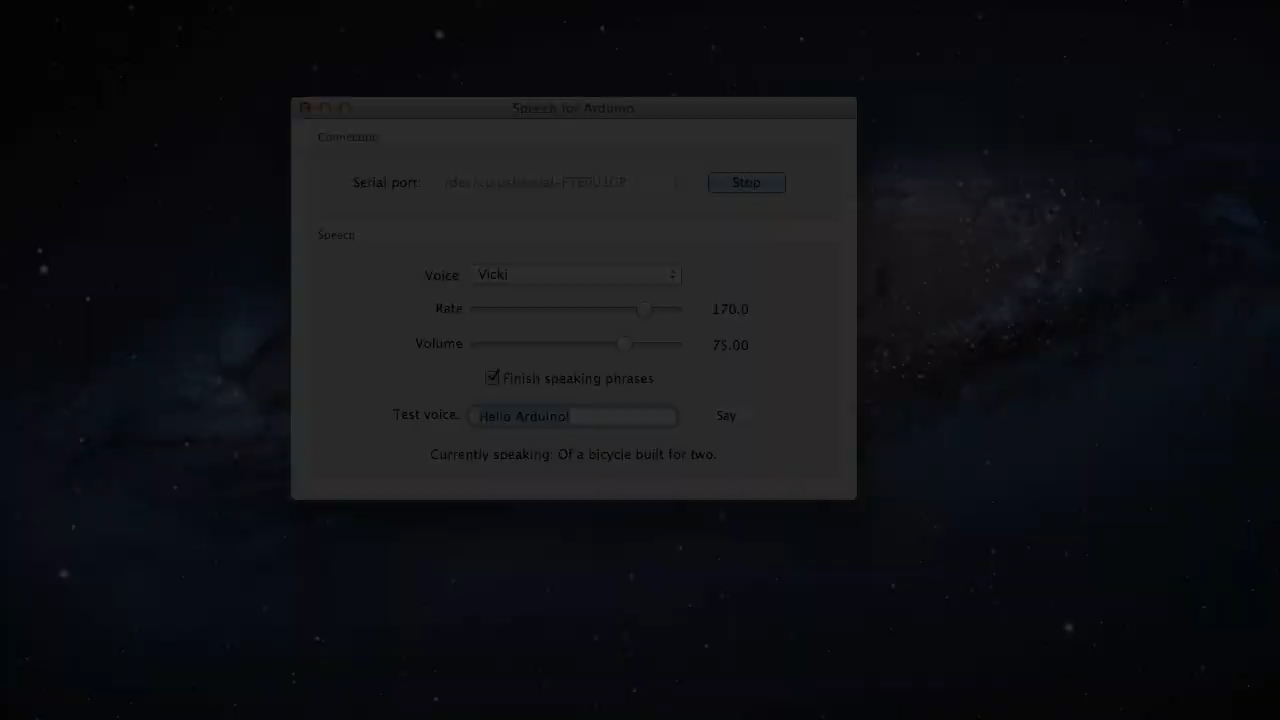 Speech for Arduino
Connection
Serial port:
Stop
Speech
Voice
Vicki
Rate
170.0
Volume
75.00
Finish speaking phrases
Test voice.
Hello Arduino!
Say
Currently speaking: Of a bicycle built for two.